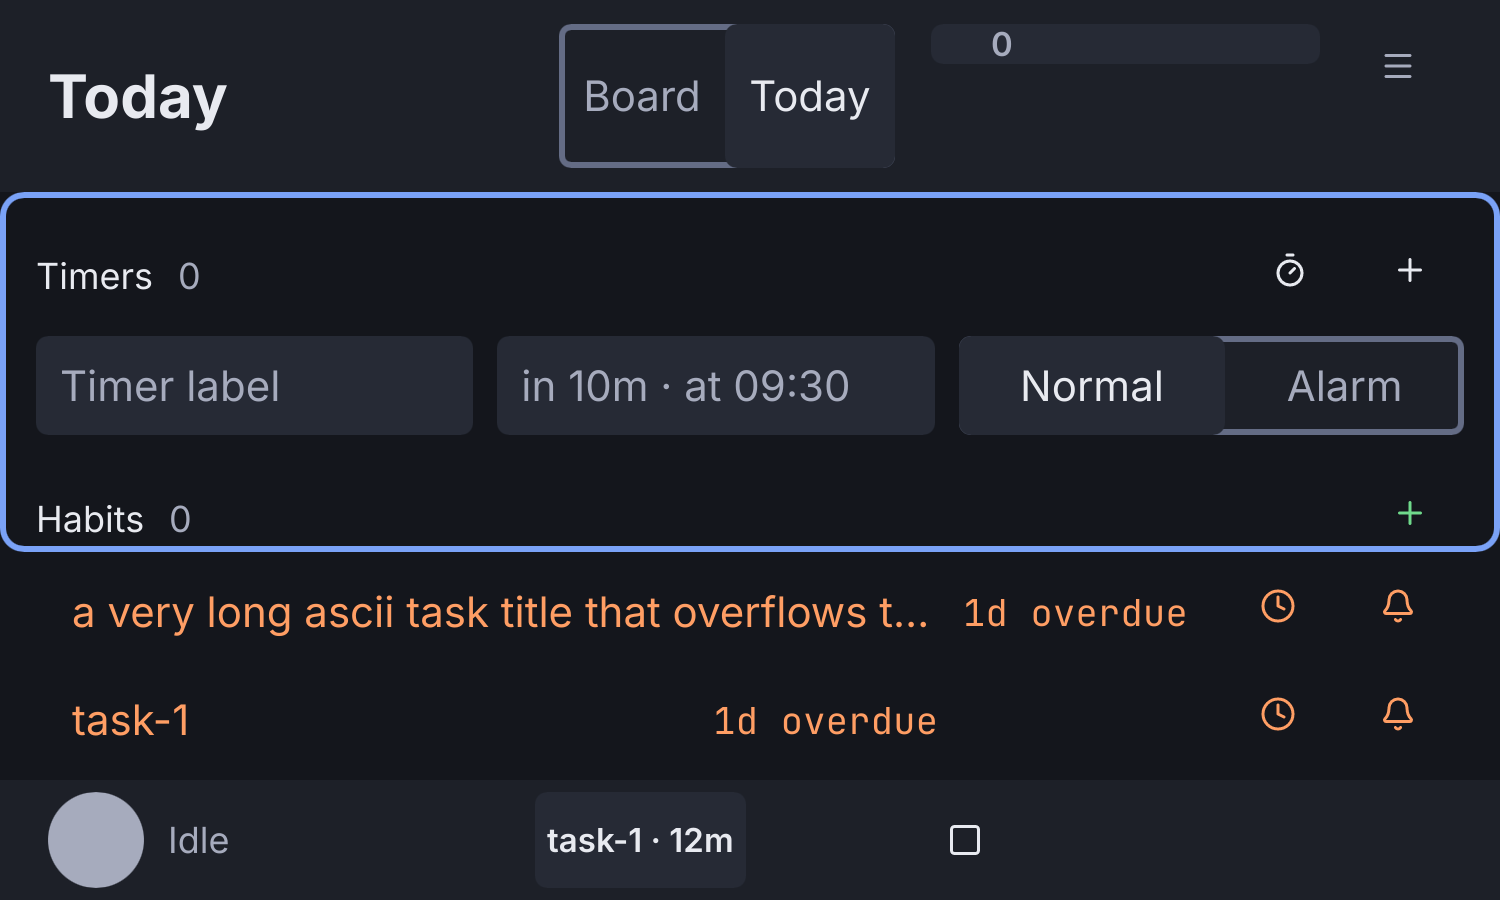 Today
Board Today
0
Timers 0
Timer label
in 10m · at 09:30
Normal Alarm
Habits 0
a very long ascii task title that overflows t… 1d overdue
task-1 1d overdue
Idle
task-1 · 12m